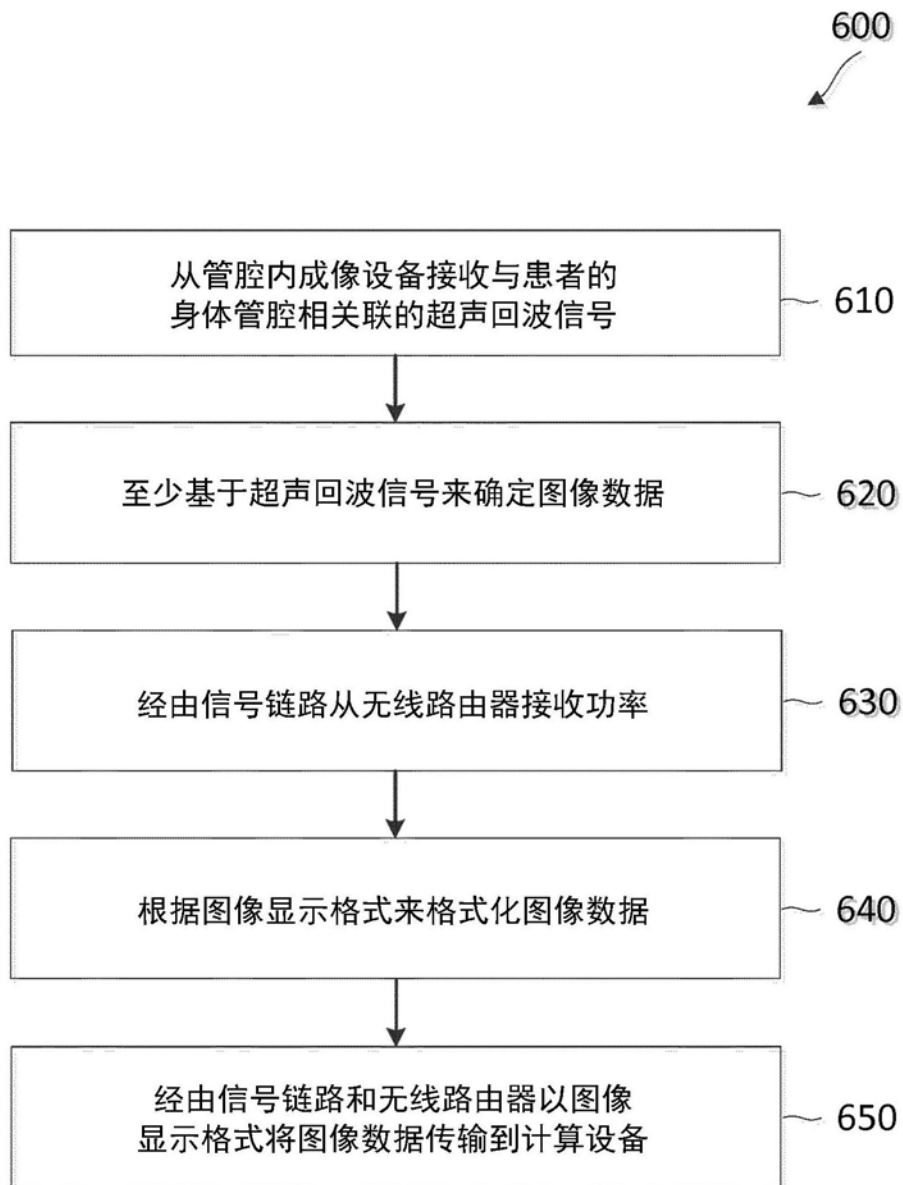 600
从管腔内成像设备接收与患者的
身体管腔相关联的超声回波信号
610
至少基于超声回波信号来确定图像数据
620
经由信号链路从无线路由器接收功率
630
根据图像显示格式来格式化图像数据
640
经由信号链路和无线路由器以图像
显示格式将图像数据传输到计算设备
650